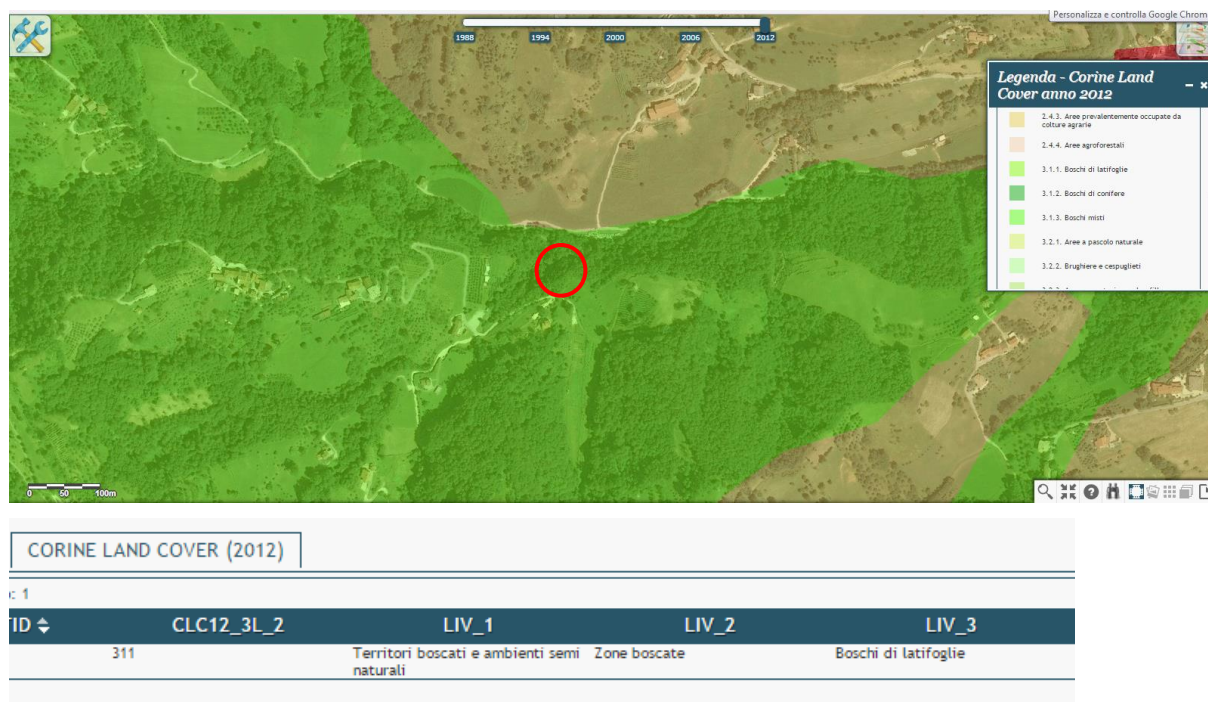 Personalizza e controlla Google Chrom
1988 1994 2000 2006 2012
Legenda - Corine Land
Cover anno 2012
2.4.3. Aree prevalentemente occupate da
colture agrarie
2.4.4. Aree agroforestali
3.1.1. Boschi di latifoglie
3.1.2. Boschi di conifere
3.1.3. Boschi misti
3.2.1. Aree a pascolo naturale
3.2.2. Brughiere e cespuglieti
0 50 100m
CORINE LAND COVER (2012)
: 1
ID CLC12_3L_2 LIV_1 LIV_2 LIV_3
311 Territori boscati e ambienti semi Zone boscate Boschi di latifoglie
naturali